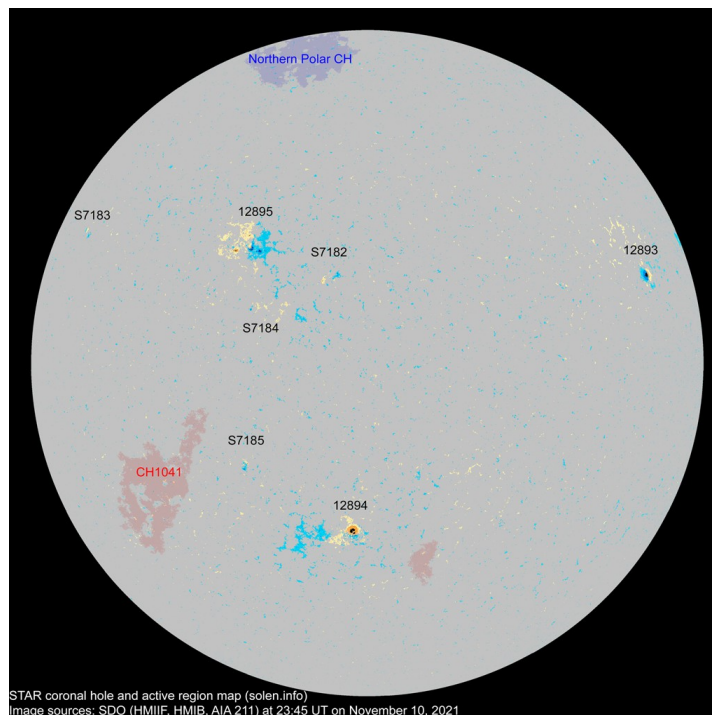 Northern Polar CH
12895
S7183
S7182
12893
S7184
S7185
CH1041
12894
STAR coronal hole and active region map (solen.info)
Image sources: SDO (HMIIF, HMIB, AIA 211) at 23:45 UT on November 10, 2021